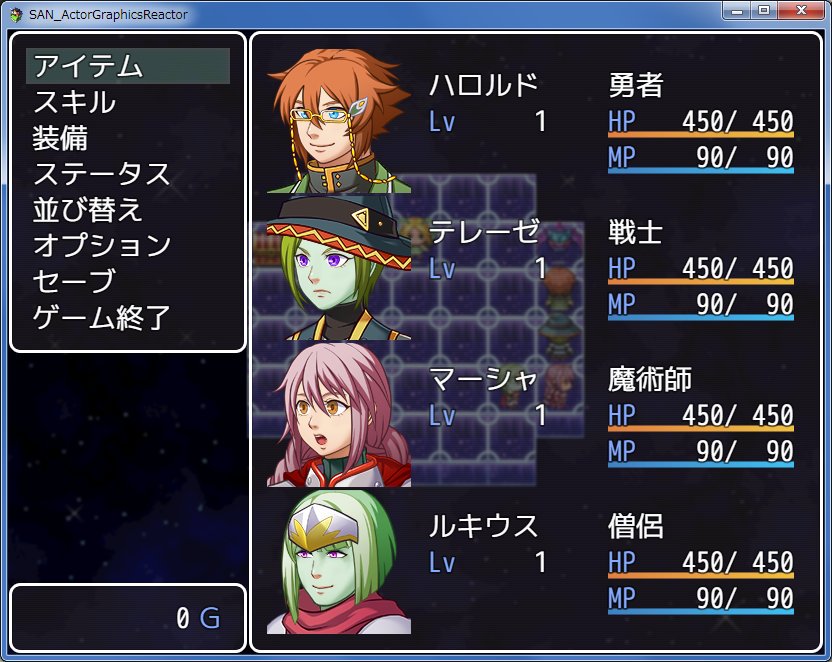 SAN_ActorGraphicsReactor
アイテム
スキル
装備
ステータス
並び替え
オプション
セーブ
ゲーム終了
0 G
ハロルド 勇者
Lv 1 HP 450/ 450
MP 90/ 90
テレーゼ 戦士
Lv 1 HP 450/ 450
MP 90/ 90
マーシャ 魔術師
Lv 1 HP 450/ 450
MP 90/ 90
ルキウス 僧侶
Lv 1 HP 450/ 450
MP 90/ 90